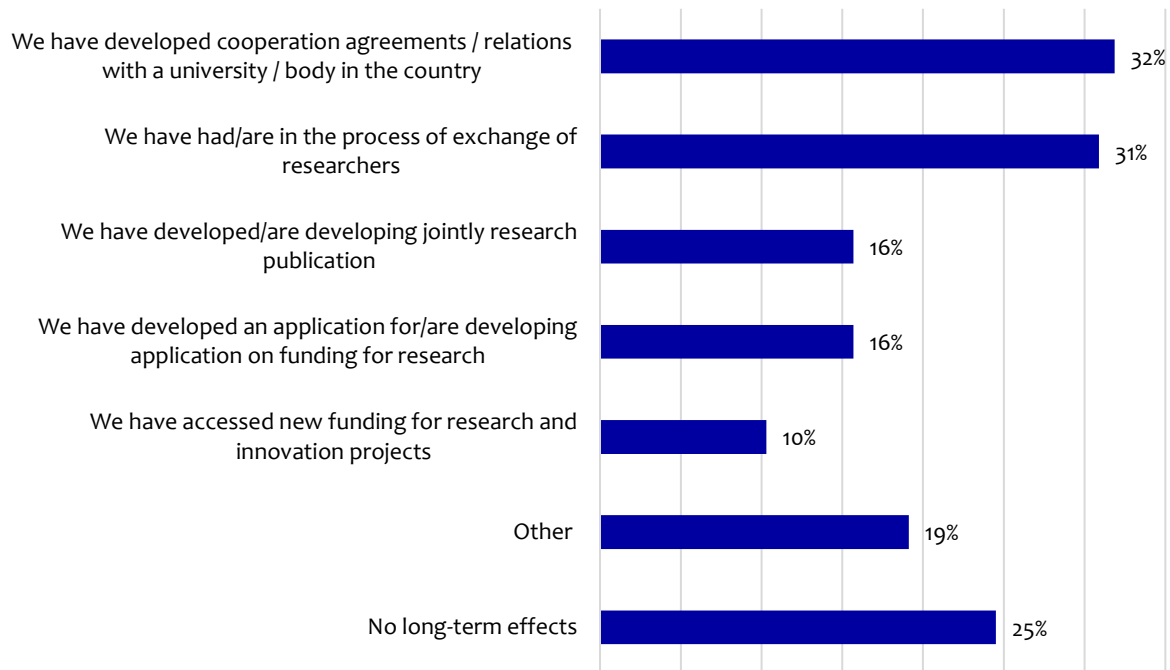 We have developed cooperation agreements / relations
with a university / body in the country
32%
We have had/are in the process of exchange of
researchers
31%
We have developed/are developing jointly research
publication
16%
We have developed an application for/are developing
application on funding for research
16%
We have accessed new funding for research and
innovation projects
10%
Other
19%
No long-term effects
25%